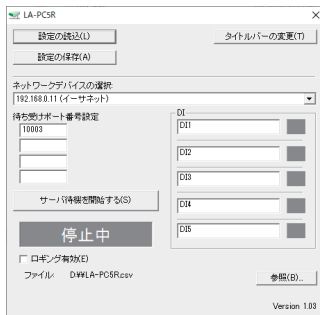 LA-PC5R
設定の読込(L)
タイトルバーの変更(T)
設定の保存(A)
ネットワークデバイスの選択
192.168.0.11 (イーサネット)
待ち受けポート番号設定
10003
DI
DI1
DI2
DI3
DI4
DI5
サーバ待機を開始する(S)
停止中
ロギング有効(E)
ファイル: D:¥¥LA-PC5R.csv
参照(B)...
Version 1.03